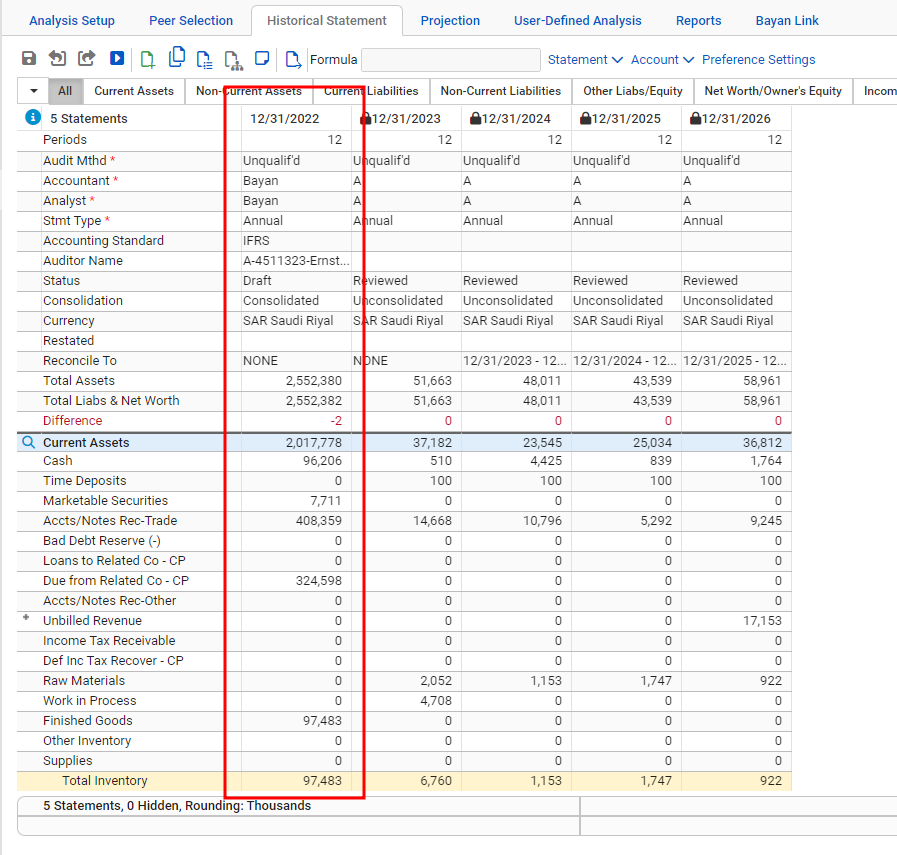 Analysis Setup Peer Selection Historical Statement Projection User-Defined Analysis Reports Bayan Link
Formula Statement Account Preference Settings
All Current Assets Non-Current Assets Current Liabilities Non-Current Liabilities Other Liabs/Equity Net Worth/Owner's Equity Incom
5 Statements 12/31/2022 12/31/2023 12/31/2024 12/31/2025 12/31/2026
Periods 12 12 12 12 12
Audit Mthd * Unqualif'd Unqualif'd Unqualif'd Unqualif'd Unqualif'd
Accountant * Bayan A A A A
Analyst * Bayan A A A A
Stmt Type * Annual Annual Annual Annual Annual
Accounting Standard IFRS
Auditor Name A-4511323-Ernst...
Status Draft Reviewed Reviewed Reviewed Reviewed
Consolidation Consolidated Unconsolidated Unconsolidated Unconsolidated Unconsolidated
Currency SAR Saudi Riyal SAR Saudi Riyal SAR Saudi Riyal SAR Saudi Riyal SAR Saudi Riyal
Restated
Reconcile To NONE NONE 12/31/2023 - 12... 12/31/2024 - 12... 12/31/2025 - 12...
Total Assets 2,552,380 51,663 48,011 43,539 58,961
Total Liabs & Net Worth 2,552,382 51,663 48,011 43,539 58,961
Difference -2 0 0 0 0
Current Assets 2,017,778 37,182 23,545 25,034 36,812
Cash 96,206 510 4,425 839 1,764
Time Deposits 0 100 100 100 100
Marketable Securities 7,711 0 0 0 0
Accts/Notes Rec-Trade 408,359 14,668 10,796 5,292 9,245
Bad Debt Reserve (-) 0 0 0 0 0
Loans to Related Co - CP 0 0 0 0 0
Due from Related Co - CP 324,598 0 0 0 0
Accts/Notes Rec-Other 0 0 0 0 0
+ Unbilled Revenue 0 0 0 0 17,153
Income Tax Receivable 0 0 0 0 0
Def Inc Tax Recover - CP 0 0 0 0 0
Raw Materials 0 2,052 1,153 1,747 922
Work in Process 0 4,708 0 0 0
Finished Goods 97,483 0 0 0 0
Other Inventory 0 0 0 0 0
Supplies 0 0 0 0 0
Total Inventory 97,483 6,760 1,153 1,747 922
5 Statements, 0 Hidden, Rounding: Thousands